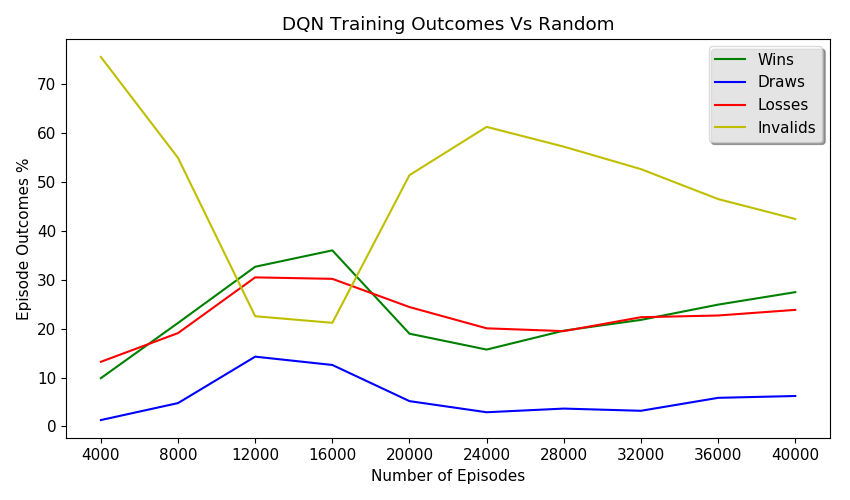 DQN Training Outcomes Vs Random
Wins
Draws
Losses
Invalids
Episode Outcomes %
70
60
50
40
30
20
10
0
4000 8000 12000 16000 20000 24000 28000 32000 36000 40000
Number of Episodes